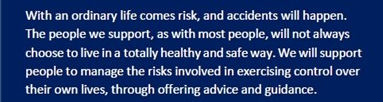 With an ordinary life comes risk, and accidents will happen.
The people we support, as with most people, will not always
choose to live in a totally healthy and safe way. We will support
people to manage the risks involved in exercising control over
their own lives, through offering advice and guidance.